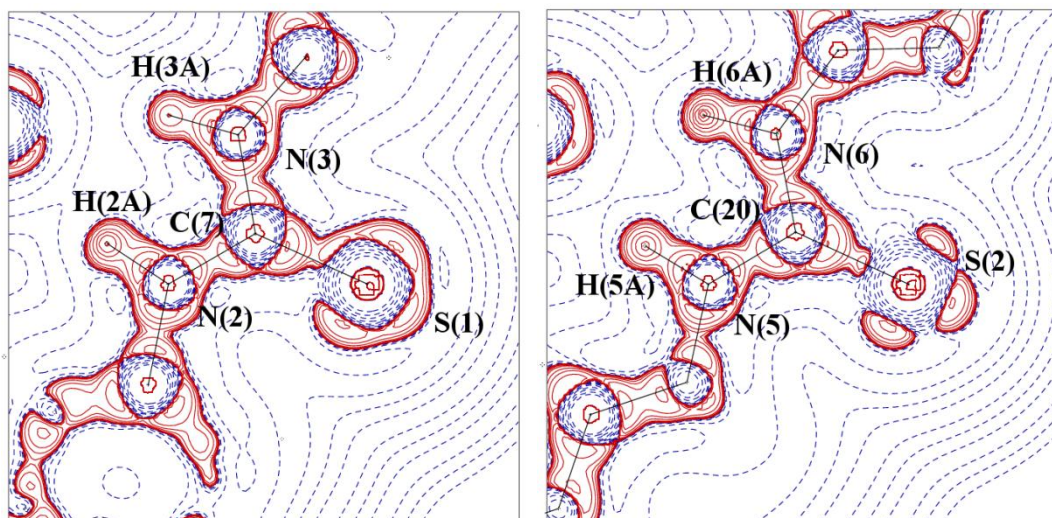 H(3A)
N(3)
H(2A)
C(7)
N(2)
S(1)
H(6A)
N(6)
C(20)
S(2)
H(5A)
N(5)